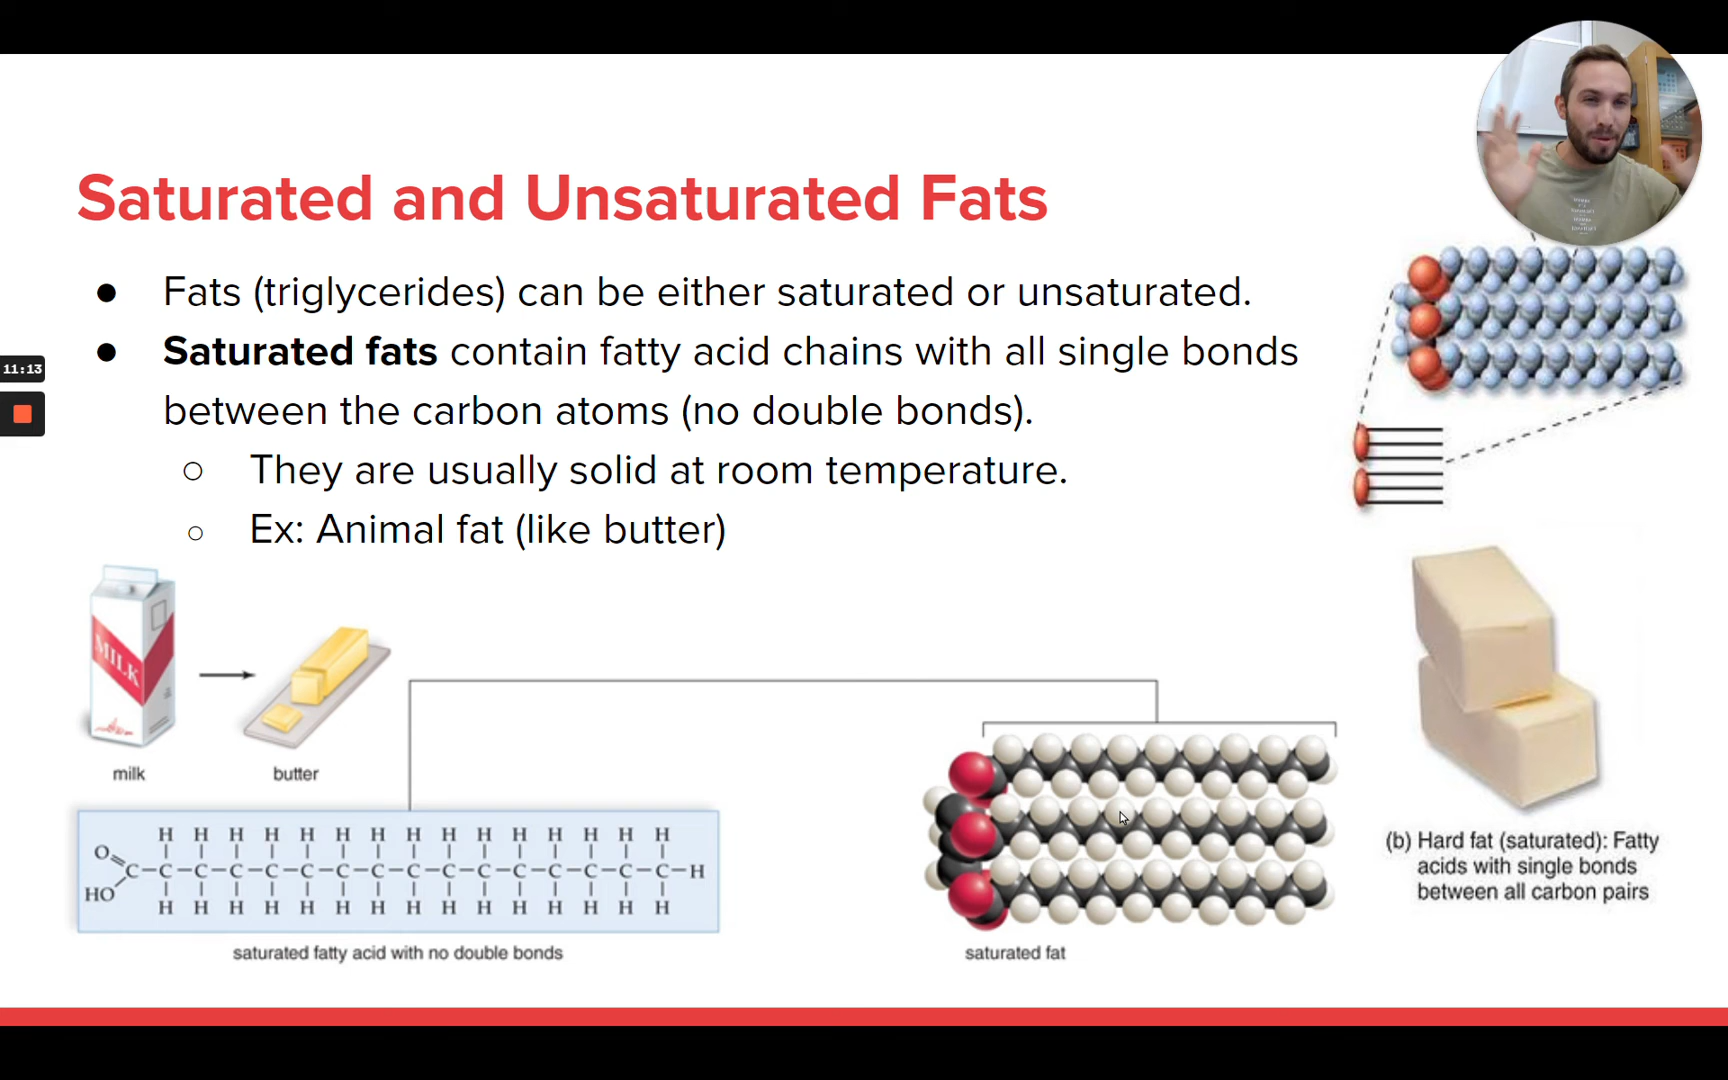 Saturated and Unsaturated Fats
● Fats (triglycerides) can be either saturated or unsaturated.
● Saturated fats contain fatty acid chains with all single bonds
between the carbon atoms (no double bonds).
○ They are usually solid at room temperature.
○ Ex: Animal fat (like butter)
11:13
MILK
milk
butter
H H H H H H H H H H H H H H H
O
C-C-C-C-C-C-C-C-C-C-C-C-C-C-C-C-H
HO
H H H H H H H H H H H H H H H
saturated fatty acid with no double bonds
saturated fat
(b) Hard fat (saturated): Fatty
acids with single bonds
between all carbon pairs